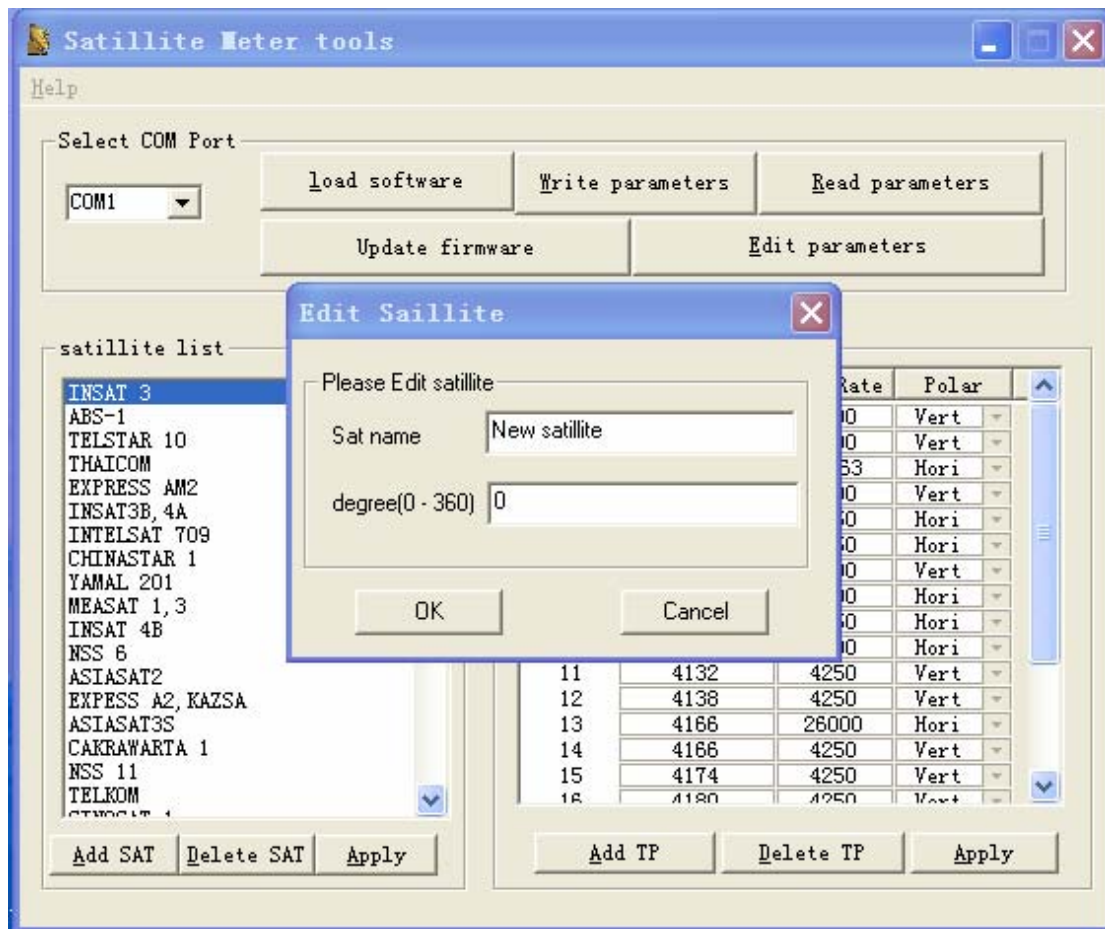 Satillite Meter tools
Help
Select COM Port
COM1
load software
Write parameters
Read parameters
Update firmware
Edit parameters
Edit Saillite
Please Edit satillite
Sat name
New satillite
degree(0 - 360)
0
OK
Cancel
satillite list
INSAT 3
ABS-1
TELSTAR 10
THAICOM
EXPRESS AM2
INSAT3B, 4A
INTELSAT 709
CHINASTAR 1
YAMAL 201
MEASAT 1, 3
INSAT 4B
NSS 6
ASIASAT2
EXPESS A2, KAZSA
ASIASAT3S
CAKRAWARTA 1
NSS 11
TELKOM
Add SAT
Delete SAT
Apply
Rate Polar
Vert
Vert
Hori
Vert
Hori
Hori
Vert
Hori
Hori
Hori
11 4132 4250 Vert
12 4138 4250 Vert
13 4166 26000 Hori
14 4166 4250 Vert
15 4174 4250 Vert
16 4180 4250 Vert
Add TP
Delete TP
Apply